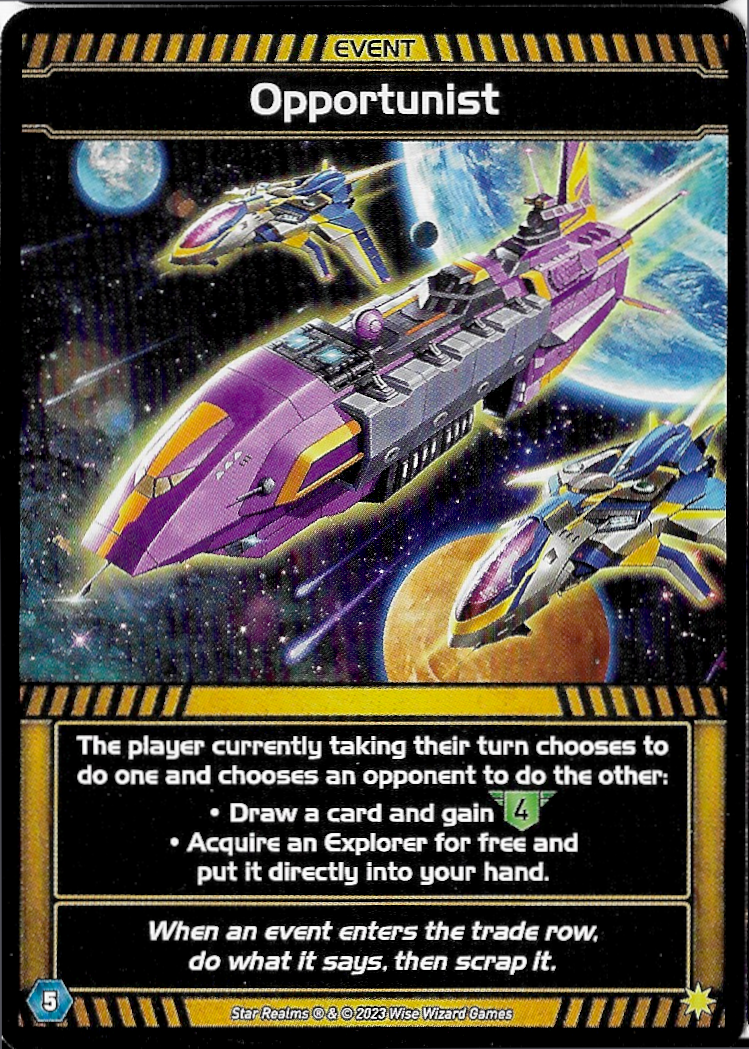 EVENT
Opportunist
The player currently taking their turn chooses to
do one and chooses an opponent to do the other:
• Draw a card and gain 4
• Acquire an Explorer for free and
put it directly into your hand.
When an event enters the trade row,
do what it says, then scrap it.
5
Star Realms ® & © 2023 Wise Wizard Games